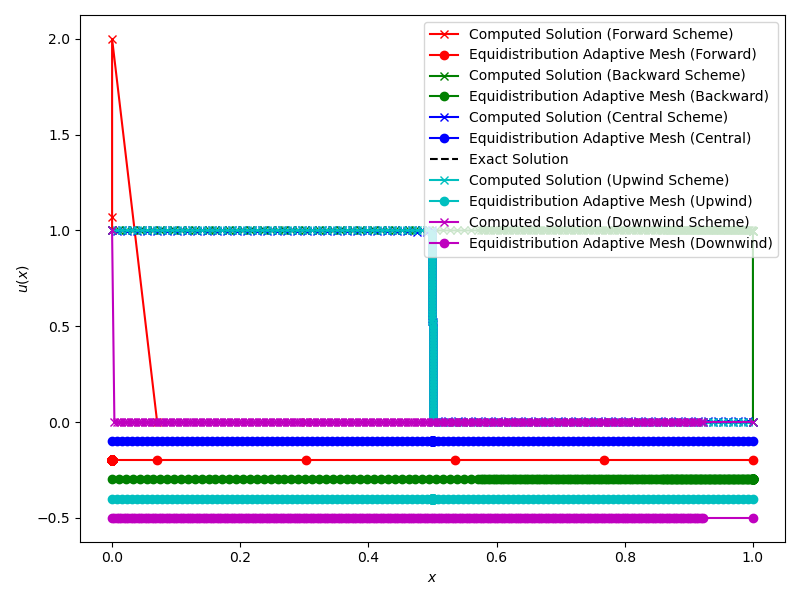 Computed Solution (Forward Scheme)
Equidistribution Adaptive Mesh (Forward)
Computed Solution (Backward Scheme)
Equidistribution Adaptive Mesh (Backward)
Computed Solution (Central Scheme)
Equidistribution Adaptive Mesh (Central)
Exact Solution
Computed Solution (Upwind Scheme)
Equidistribution Adaptive Mesh (Upwind)
Computed Solution (Downwind Scheme)
Equidistribution Adaptive Mesh (Downwind)
2.0
1.5
1.0
0.5
0.0
−0.5
u(x)
0.0 0.2 0.4 0.6 0.8 1.0
x